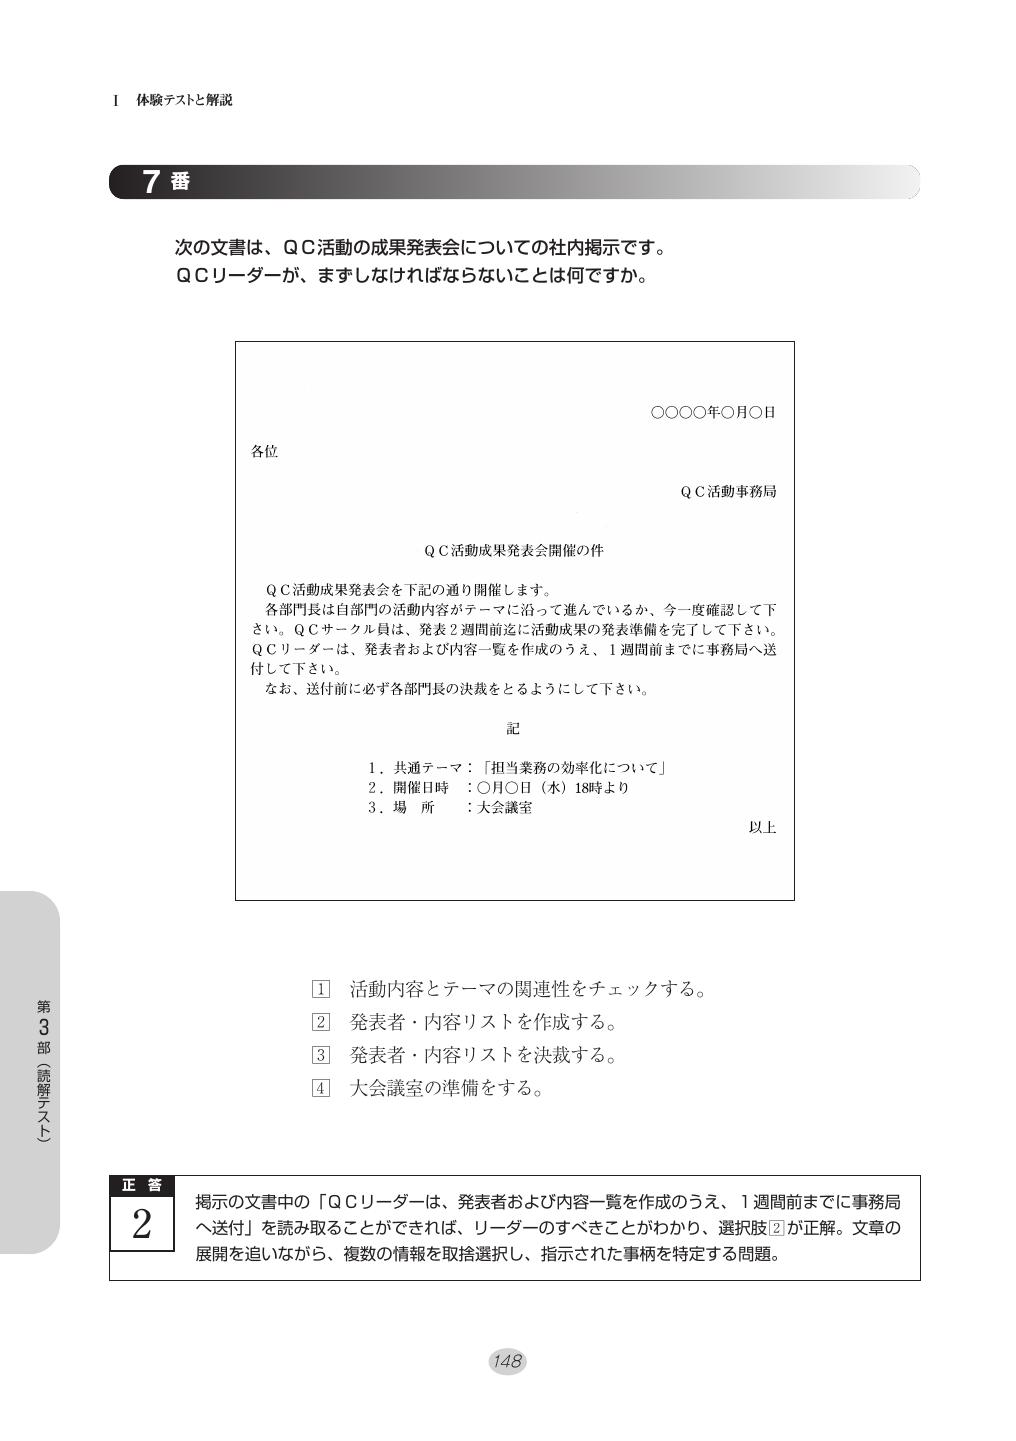 Ⅰ　体験テストと解説
7 番
次の文書は、ＱＣ活動の成果発表会についての社内掲示です。
ＱＣリーダーが、まずしなければならないことは何ですか。
○○○○年○月○日
各位
ＱＣ活動事務局
ＱＣ活動成果発表会開催の件
ＱＣ活動成果発表会を下記の通り開催します。
各部門長は自部門の活動内容がテーマに沿って進んでいるか、今一度確認して下
さい。ＱＣサークル員は、発表２週間前迄に活動成果の発表準備を完了して下さい。
ＱＣリーダーは、発表者および内容一覧を作成のうえ、１週間前までに事務局へ送
付して下さい。
なお、送付前に必ず各部門長の決裁をとるようにして下さい。
記
１．共通テーマ：「担当業務の効率化について」
２．開催日時　：○月○日（水）18時より
３．場　所　　：大会議室
以上
1　活動内容とテーマの関連性をチェックする。
2　発表者・内容リストを作成する。
3　発表者・内容リストを決裁する。
4　大会議室の準備をする。
第3部（読解テスト）
正 答
2
掲示の文書中の「ＱＣリーダーは、発表者および内容一覧を作成のうえ、１週間前までに事務局
へ送付」を読み取ることができれば、リーダーのすべきことがわかり、選択肢2が正解。文章の
展開を追いながら、複数の情報を取捨選択し、指示された事柄を特定する問題。
148